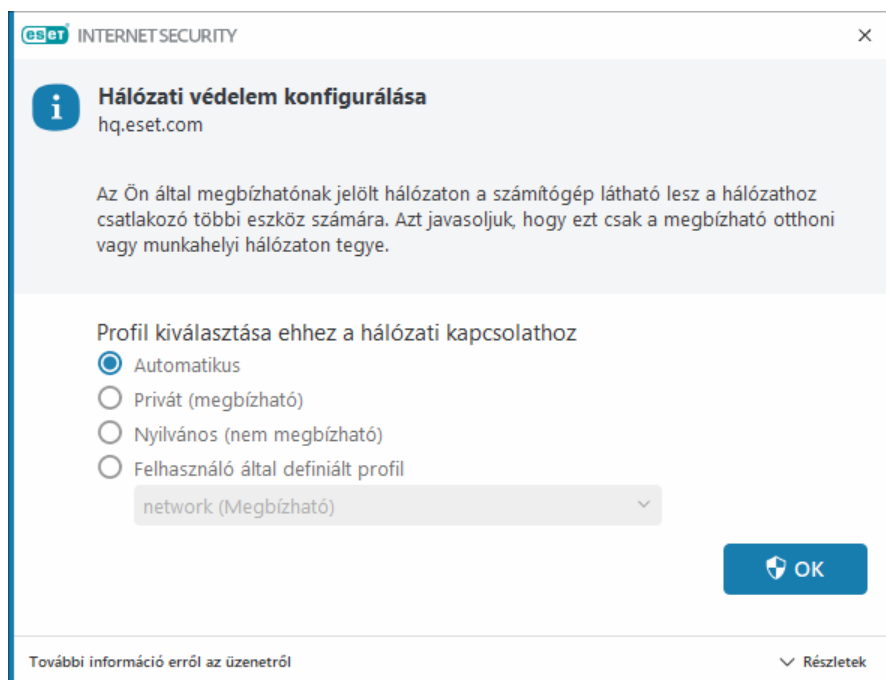 eset INTERNET SECURITY
Hálózati védelem konfigurálása
hq.eset.com
Az Ön által megbízhatónak jelölt hálózaton a számítógép látható lesz a hálózathoz
csatlakozó többi eszköz számára. Azt javasoljuk, hogy ezt csak a megbízható otthoni
vagy munkahelyi hálózaton tegye.
Profil kiválasztása ehhez a hálózati kapcsolathoz
Automatikus
Privát (megbízható)
Nyilvános (nem megbízható)
Felhasználó által definiált profil
network (Megbízható)
OK
További információ erről az üzenetről
Részletek